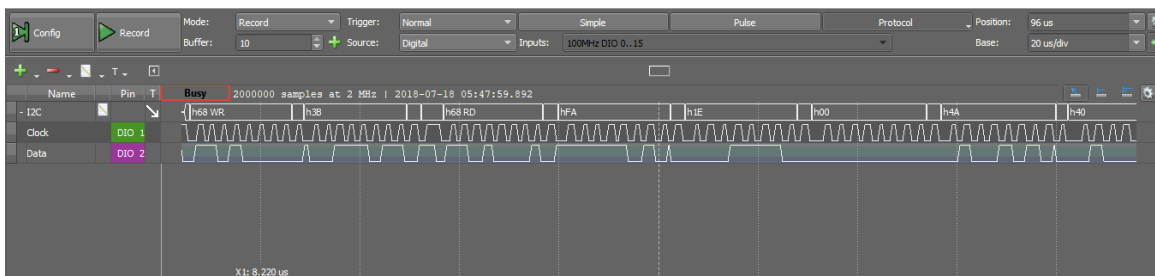 Mode: Record Trigger: Normal Simple Pulse Protocol Position: 96 us
1 Config Record
Buffer: 10 Source: Digital Inputs: 100MHz DIO 0..15 Base: 20 us/div
T
Name Pin T Busy 2000000 samples at 2 MHz | 2018-07-18 05:47:59.892
- I2C h68 WR h3B h68 RD hFA h1E h00 h4A h40
Clock DIO 1
Data DIO 2
X1: 8.220 us